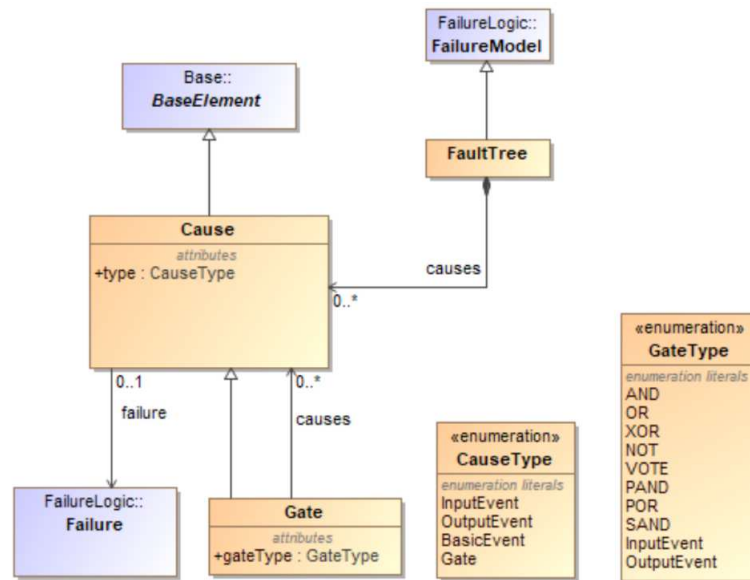 FailureLogic::
FailureModel
Base::
BaseElement
FaultTree
Cause
attributes
+type : CauseType
causes
0..*
0..1
0..*
failure
causes
FailureLogic::
Failure
Gate
attributes
+gateType : GateType
«enumeration»
CauseType
enumeration literals
InputEvent
OutputEvent
BasicEvent
Gate
«enumeration»
GateType
enumeration literals
AND
OR
XOR
NOT
VOTE
PAND
POR
SAND
InputEvent
OutputEvent